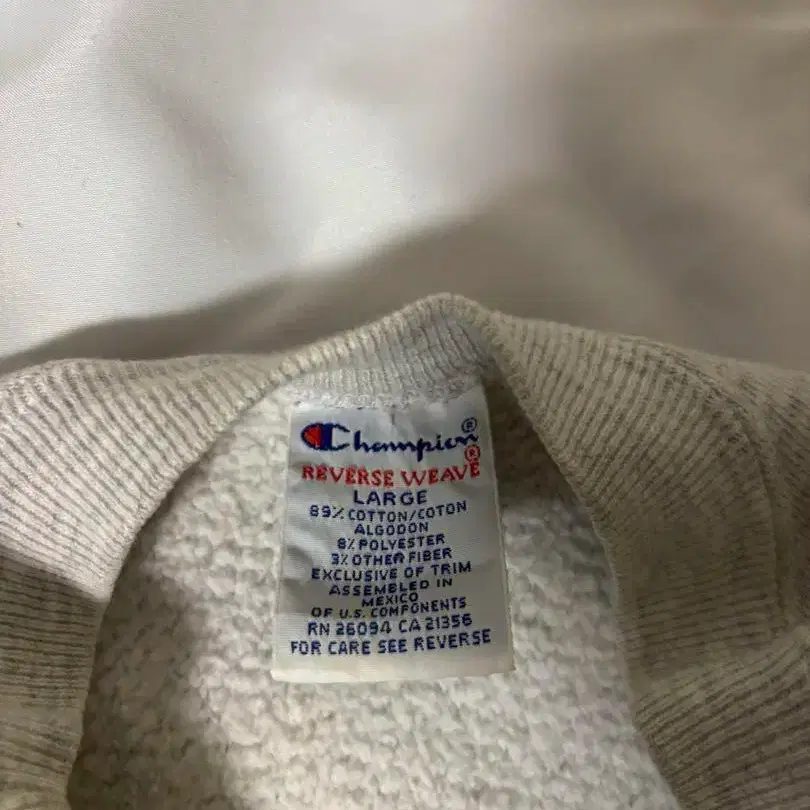 Champion®
REVERSE WEAVE®
LARGE
89% COTTON/COTON
ALGODON
8% POLYESTER
3% OTHER FIBER
EXCLUSIVE OF TRIM
ASSEMBLED IN
MEXICO
OF U.S. COMPONENTS
RN 26094 CA 21356
FOR CARE SEE REVERSE